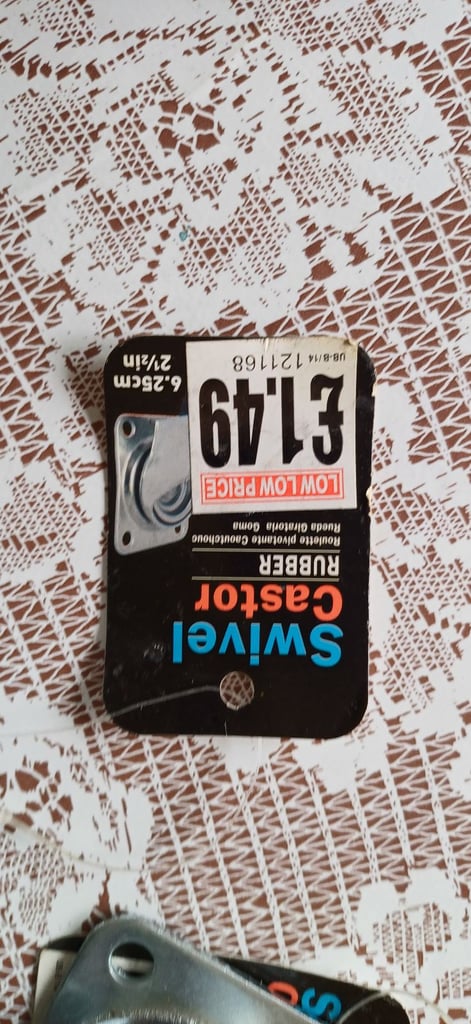 Swivel
Castor
RUBBER
Roulette pivotante Caoutchouc
Rueda Giratoria Goma
LOW LOW PRICE
£1.49
UB-B/14 121168
6.25cm
2½in
S
C